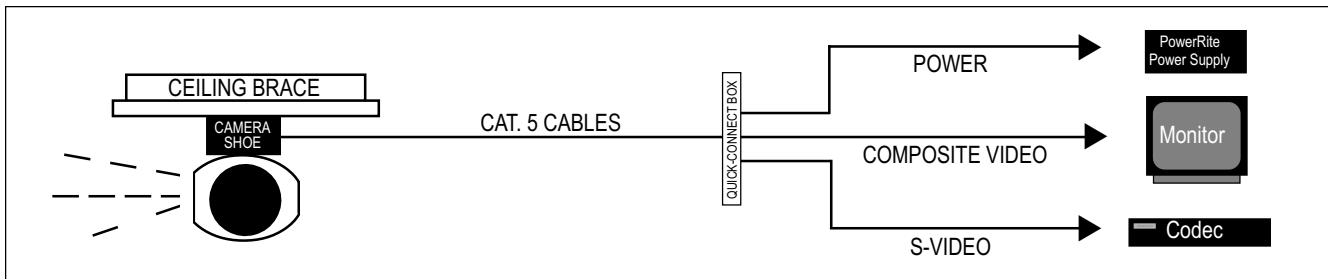 CEILING BRACE
CAMERA
SHOE
CAT. 5 CABLES
QUICK-CONNECT BOX
POWER
COMPOSITE VIDEO
S-VIDEO
PowerRite
Power Supply
Monitor
Codec